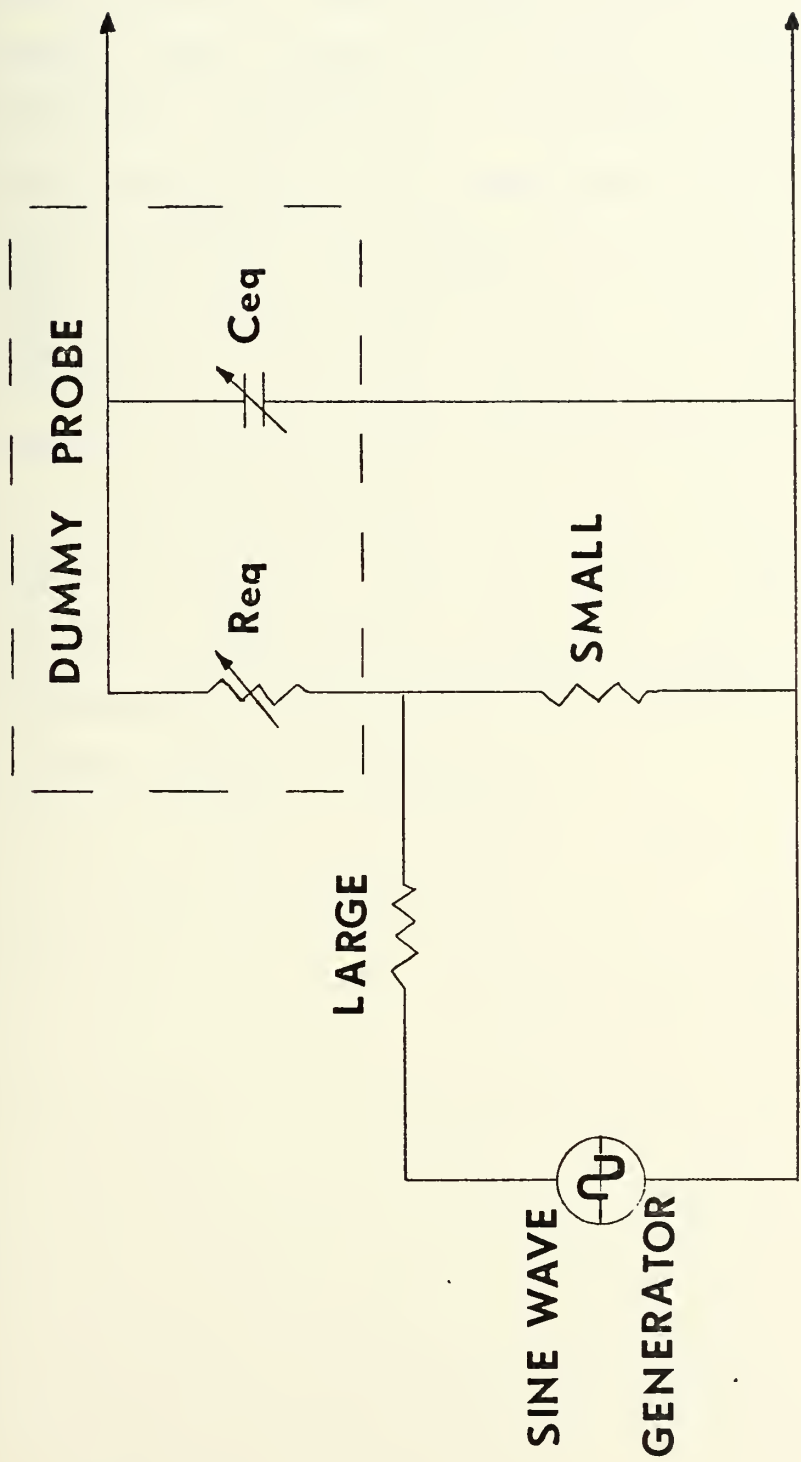 DUMMY PROBE
Req
Ceq
LARGE
SMALL
SINE WAVE
GENERATOR